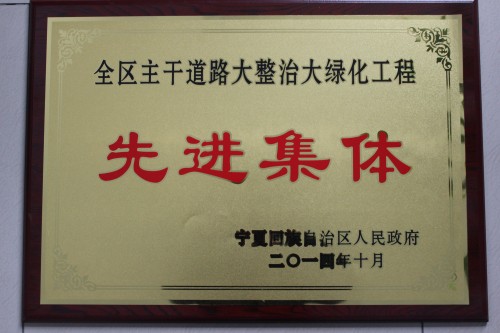 全区主干道路大整治大绿化工程
先进集体
宁夏回族自治区人民政府
二〇一四年十月